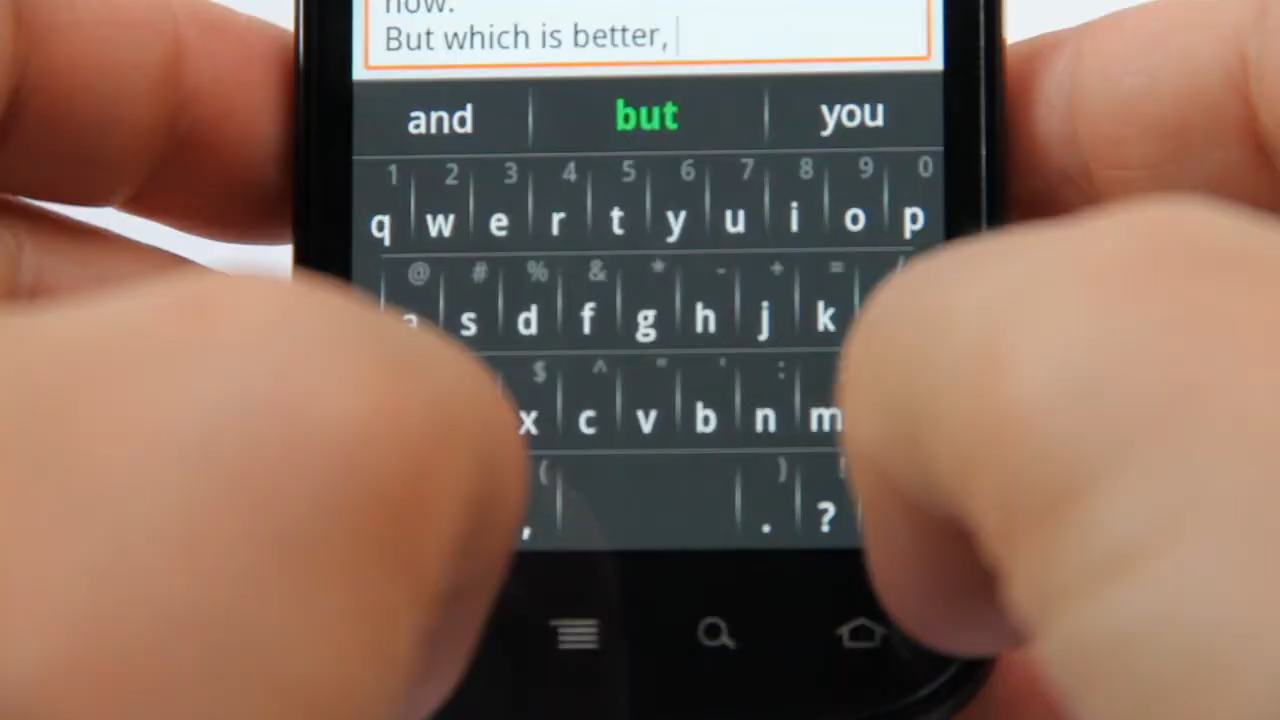 now.
But which is better,
and but you
1 2 3 4 5 6 7 8 9 0
q w e r t y u i o p
@ # % & * - + =
a s d f g h j k
$ ^ " ' :
x c v b n m
( )
, . ?